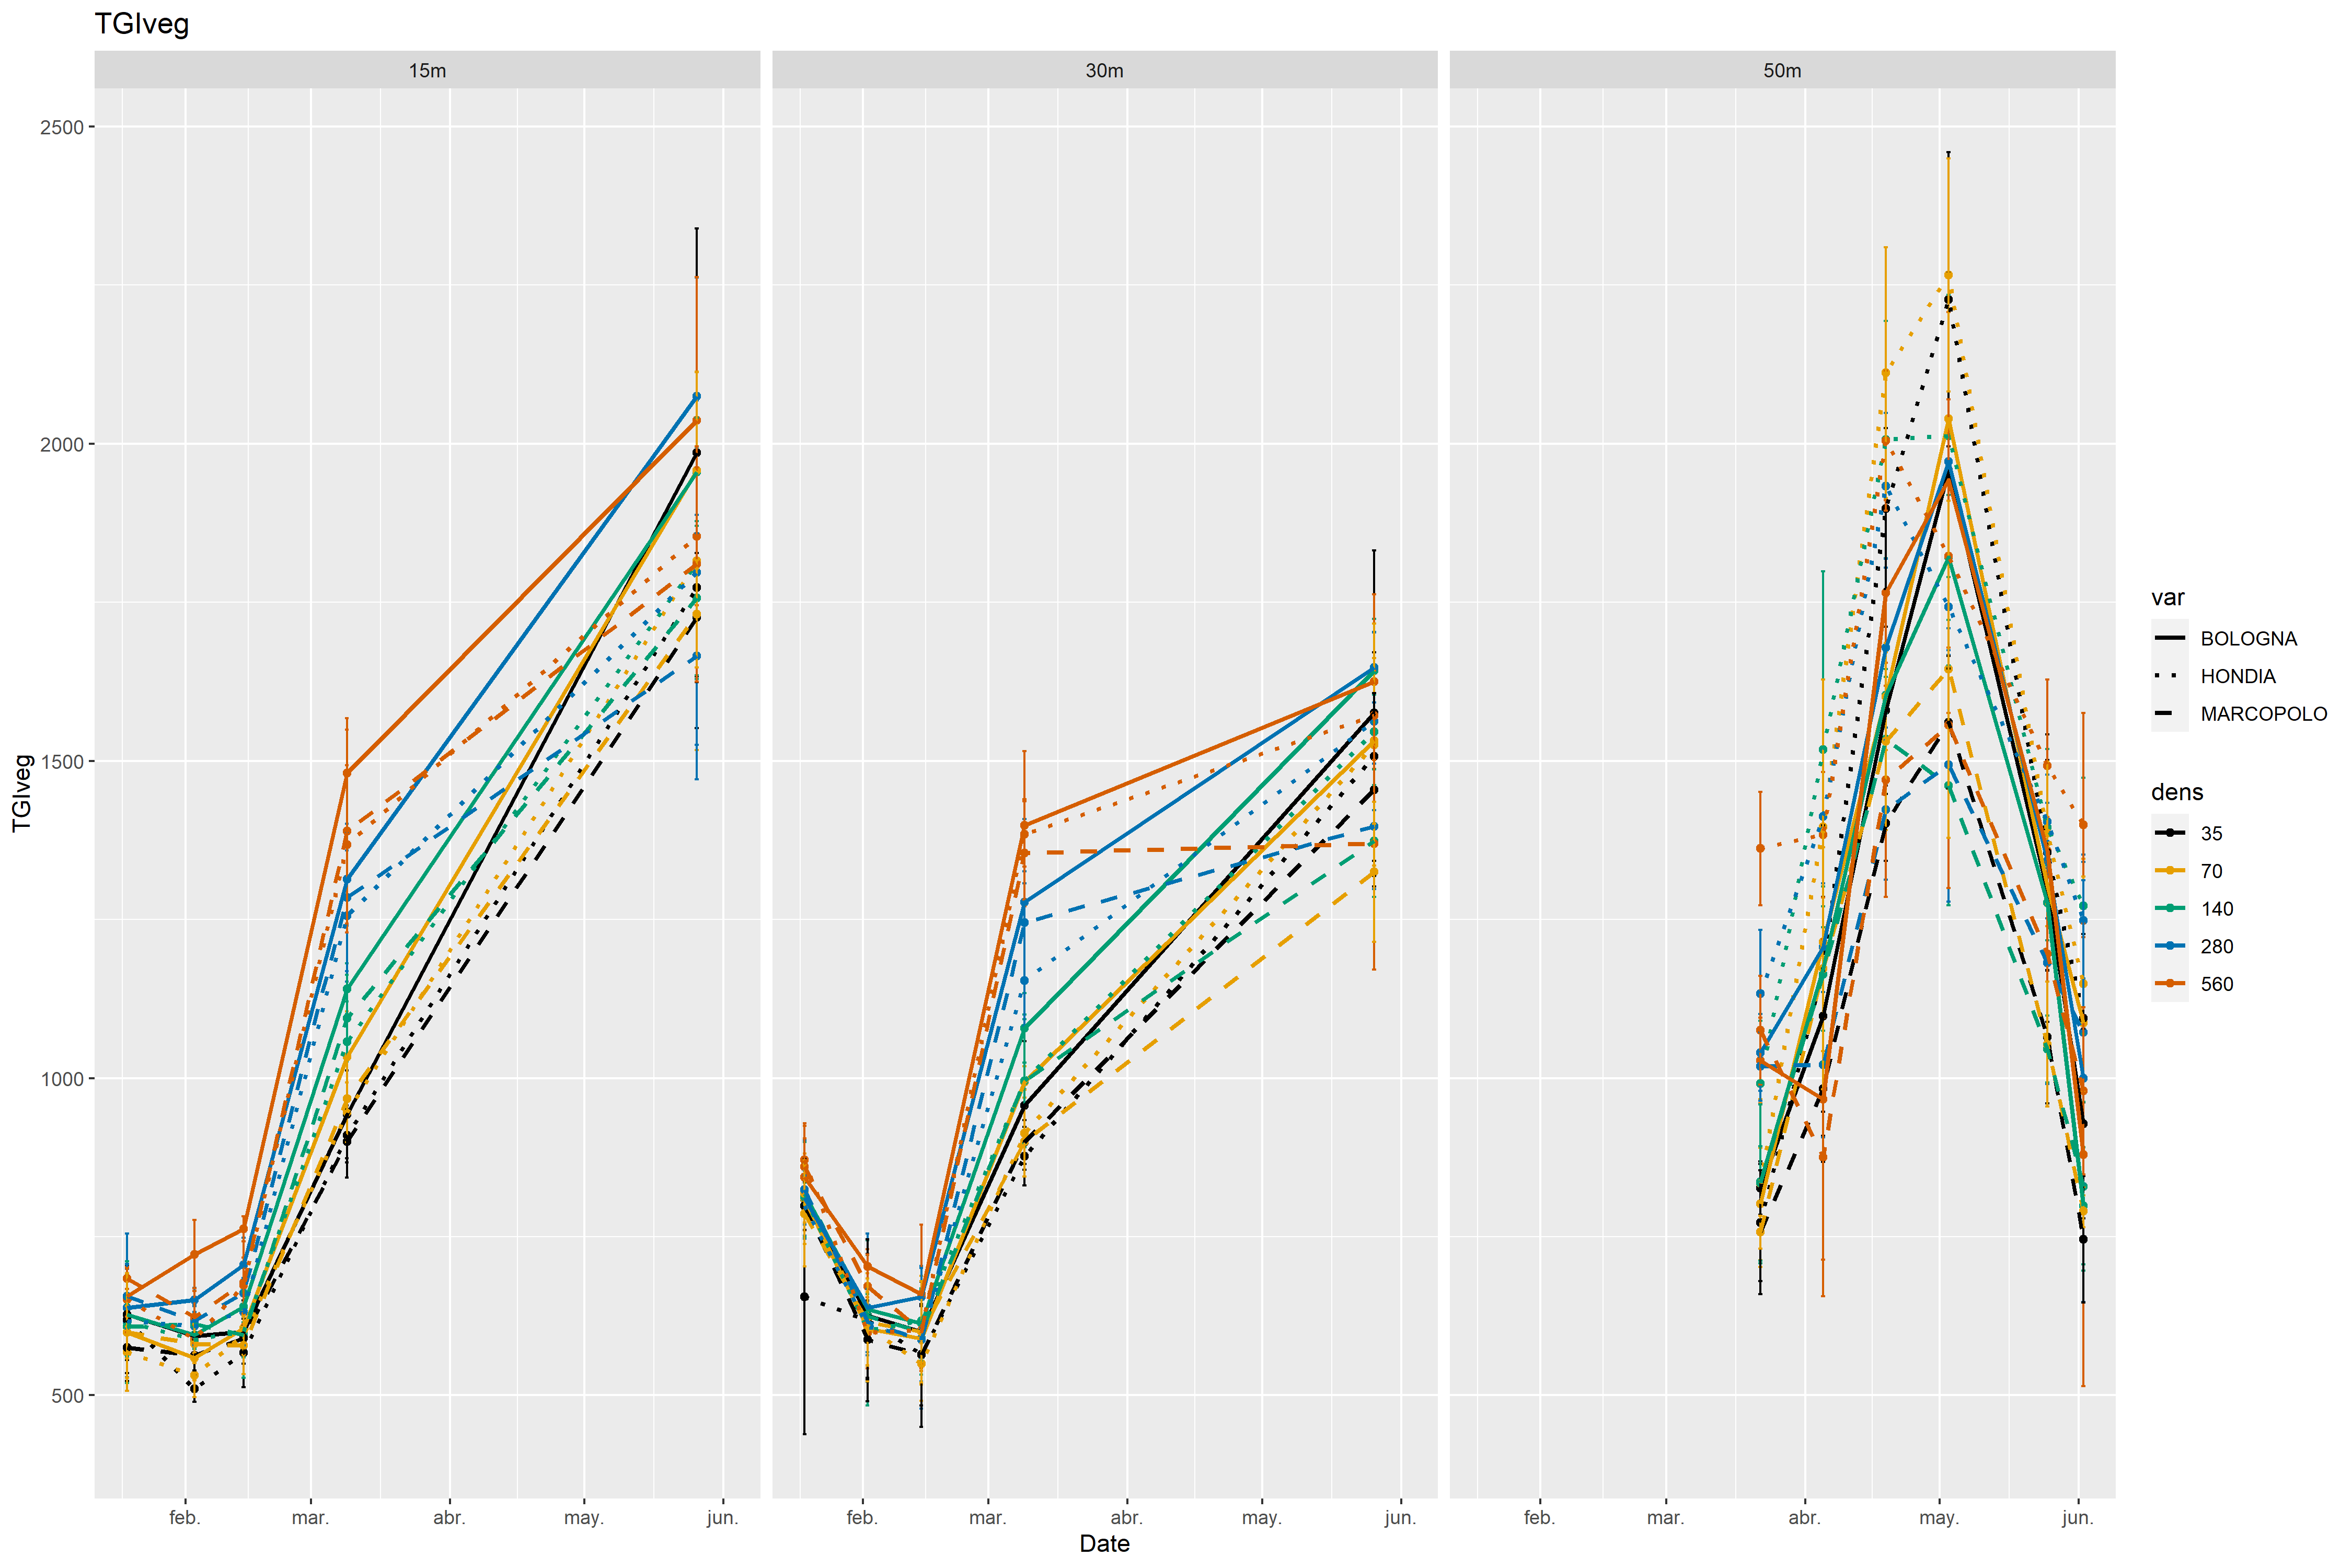 TGIveg
15m
30m
50m
TGIveg
2500
2000
1500
1000
500
feb.
mar.
abr.
may.
jun.
feb.
mar.
abr.
may.
jun.
feb.
mar.
abr.
may.
jun.
Date
var
BOLOGNA
HONDIA
MARCOPOLO
dens
35
70
140
280
560